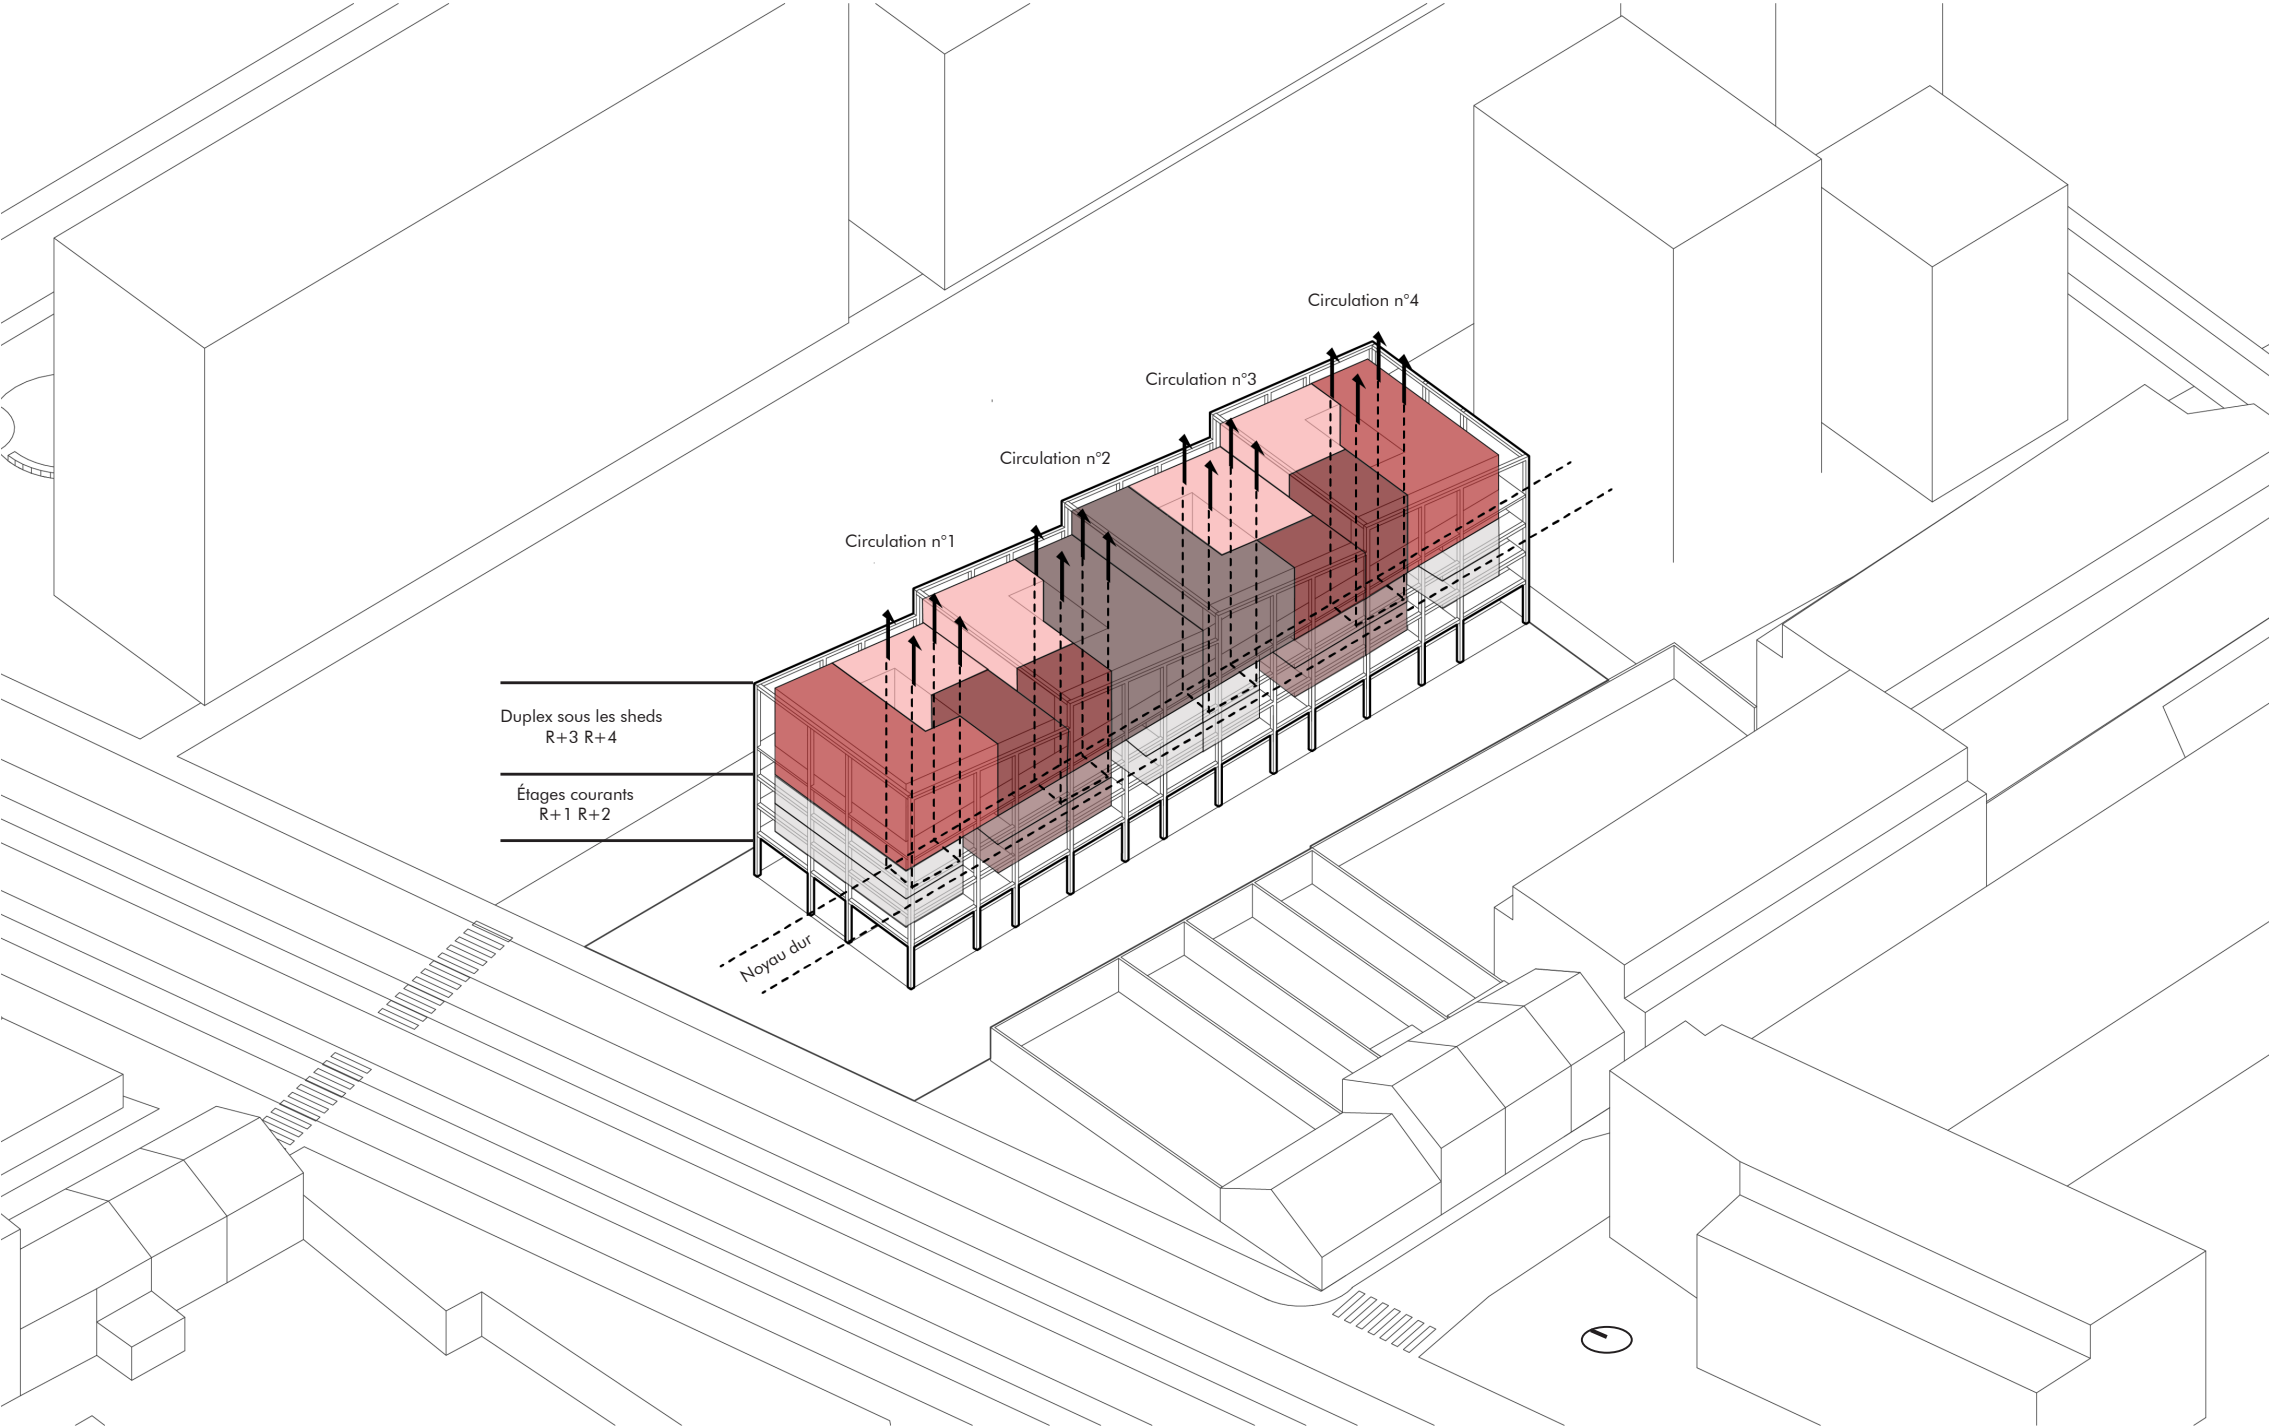 Circulation n°4
Circulation n°3
Circulation n°2
Circulation n°1
Duplex sous les sheds
R+3 R+4
Étages courants
R+1 R+2
Noyau dur